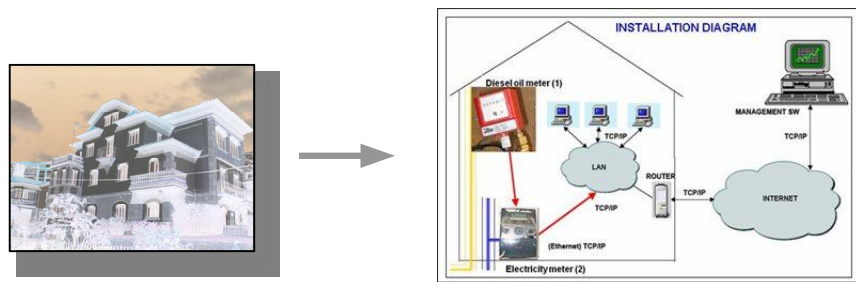 INSTALLATION DIAGRAM
Diesel oil meter (1)
MANAGEMENT SW
TCP/IP
TCP/IP
LAN
ROUTER
TCP/IP
INTERNET
TCP/IP
(Ethernet) TCP/IP
Electricity meter (2)